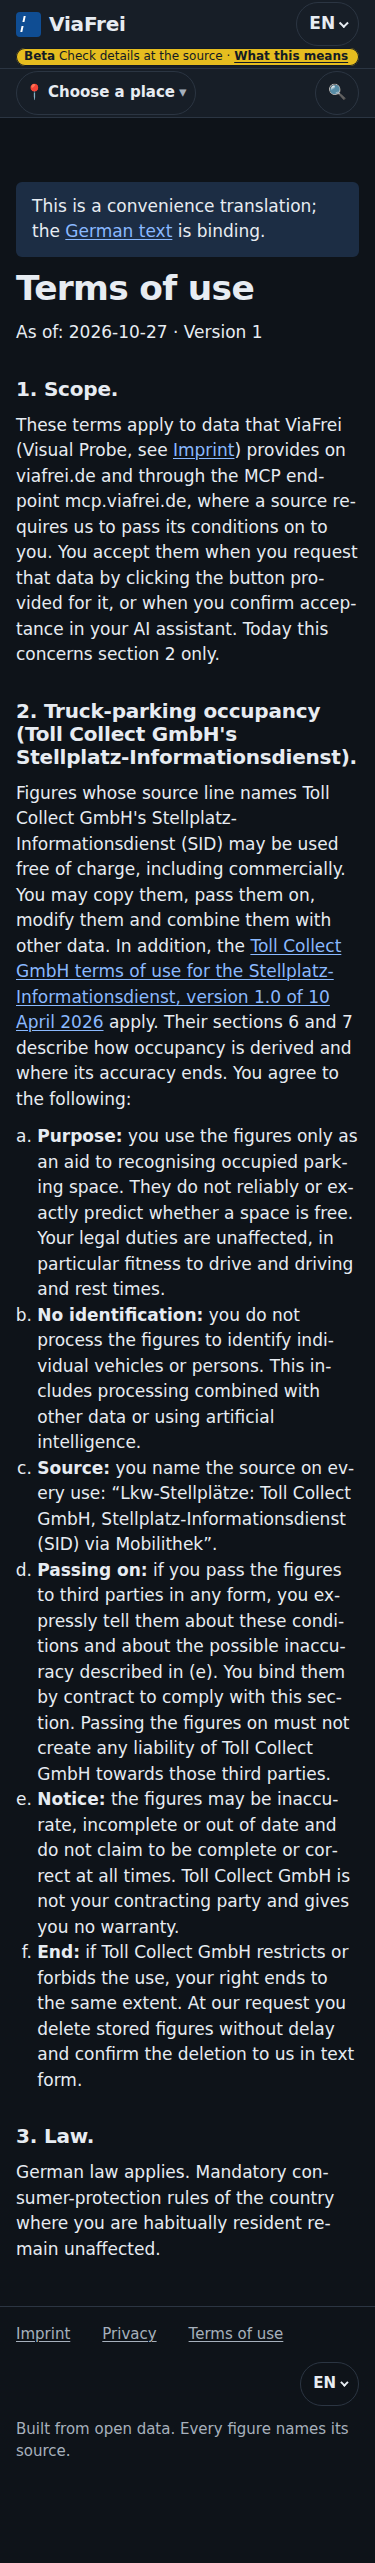 ViaFrei
EN
Beta Check details at the source · What this means
📍 Choose a place ▾
🔍
This is a convenience translation;
the German text is binding.
Terms of use
As of: 2026-10-27 · Version 1
1. Scope.
These terms apply to data that ViaFrei
(Visual Probe, see Imprint) provides on
viafrei.de and through the MCP end-
point mcp.viafrei.de, where a source re-
quires us to pass its conditions on to
you. You accept them when you request
that data by clicking the button pro-
vided for it, or when you confirm accep-
tance in your AI assistant. Today this
concerns section 2 only.
2. Truck-parking occupancy
(Toll Collect GmbH's
Stellplatz-Informationsdienst).
Figures whose source line names Toll
Collect GmbH's Stellplatz-
Informationsdienst (SID) may be used
free of charge, including commercially.
You may copy them, pass them on,
modify them and combine them with
other data. In addition, the Toll Collect
GmbH terms of use for the Stellplatz-
Informationsdienst, version 1.0 of 10
April 2026 apply. Their sections 6 and 7
describe how occupancy is derived and
where its accuracy ends. You agree to
the following:
a. Purpose: you use the figures only as
an aid to recognising occupied park-
ing space. They do not reliably or ex-
actly predict whether a space is free.
Your legal duties are unaffected, in
particular fitness to drive and driving
and rest times.
b. No identification: you do not
process the figures to identify indi-
vidual vehicles or persons. This in-
cludes processing combined with
other data or using artificial
intelligence.
c. Source: you name the source on ev-
ery use: “Lkw-Stellplätze: Toll Collect
GmbH, Stellplatz-Informationsdienst
(SID) via Mobilithek”.
d. Passing on: if you pass the figures
to third parties in any form, you ex-
pressly tell them about these condi-
tions and about the possible inaccu-
racy described in (e). You bind them
by contract to comply with this sec-
tion. Passing the figures on must not
create any liability of Toll Collect
GmbH towards those third parties.
e. Notice: the figures may be inaccu-
rate, incomplete or out of date and
do not claim to be complete or cor-
rect at all times. Toll Collect GmbH is
not your contracting party and gives
you no warranty.
f. End: if Toll Collect GmbH restricts or
forbids the use, your right ends to
the same extent. At our request you
delete stored figures without delay
and confirm the deletion to us in text
form.
3. Law.
German law applies. Mandatory con-
sumer-protection rules of the country
where you are habitually resident re-
main unaffected.
Imprint Privacy Terms of use
EN
Built from open data. Every figure names its
source.